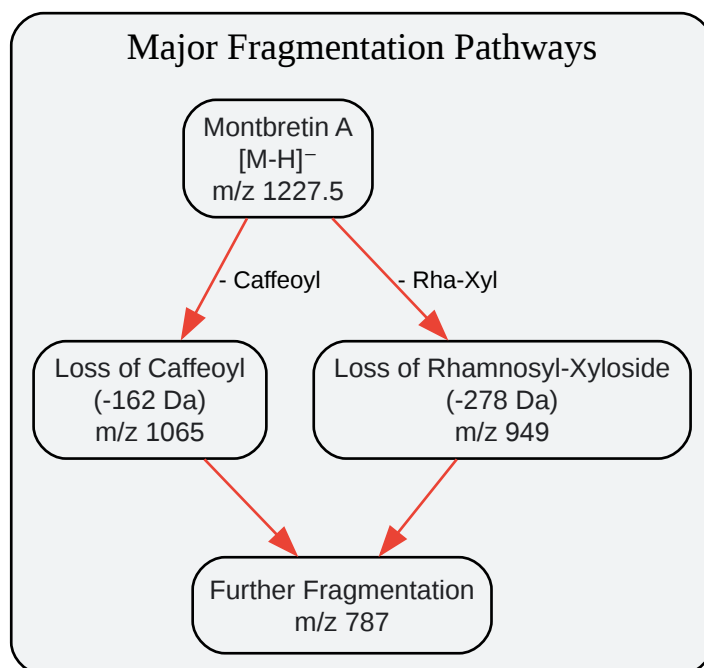 Major Fragmentation Pathways
Montbretin A
[M-H]⁻
m/z 1227.5
- Caffeoyl
- Rha-Xyl
Loss of Caffeoyl
(-162 Da)
m/z 1065
Loss of Rhamnosyl-Xyloside
(-278 Da)
m/z 949
Further Fragmentation
m/z 787